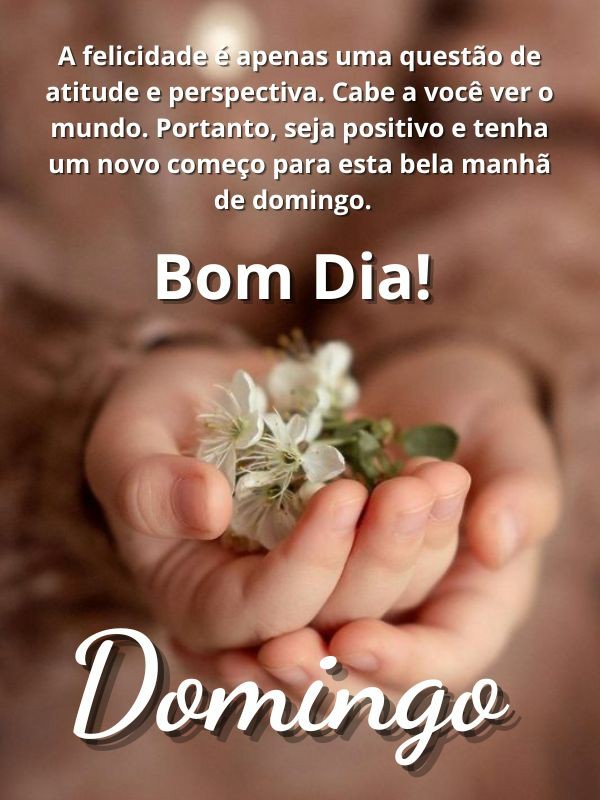 A felicidade é apenas uma questão de
atitude e perspectiva. Cabe a você ver o
mundo. Portanto, seja positivo e tenha
um novo começo para esta bela manhã
de domingo.
Bom Dia!
Domingo